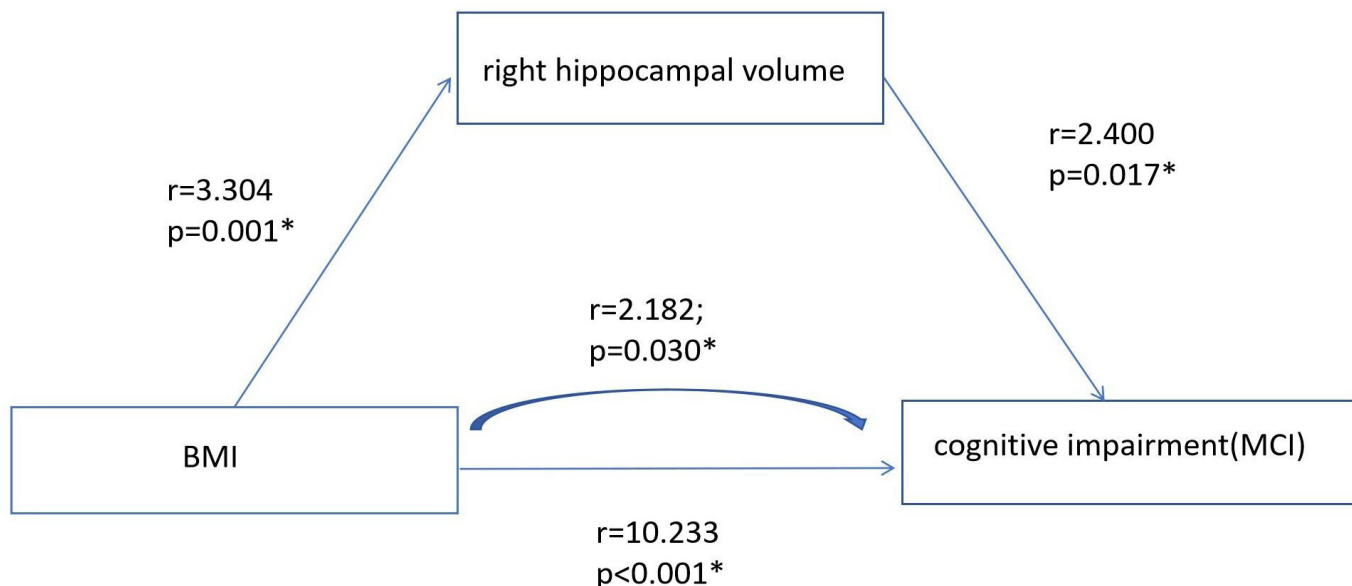 right hippocampal volume
r=2.400
p=0.017*
r=3.304
p=0.001*
r=2.182;
p=0.030*
BMI
cognitive impairment(MCI)
r=10.233
p<0.001*